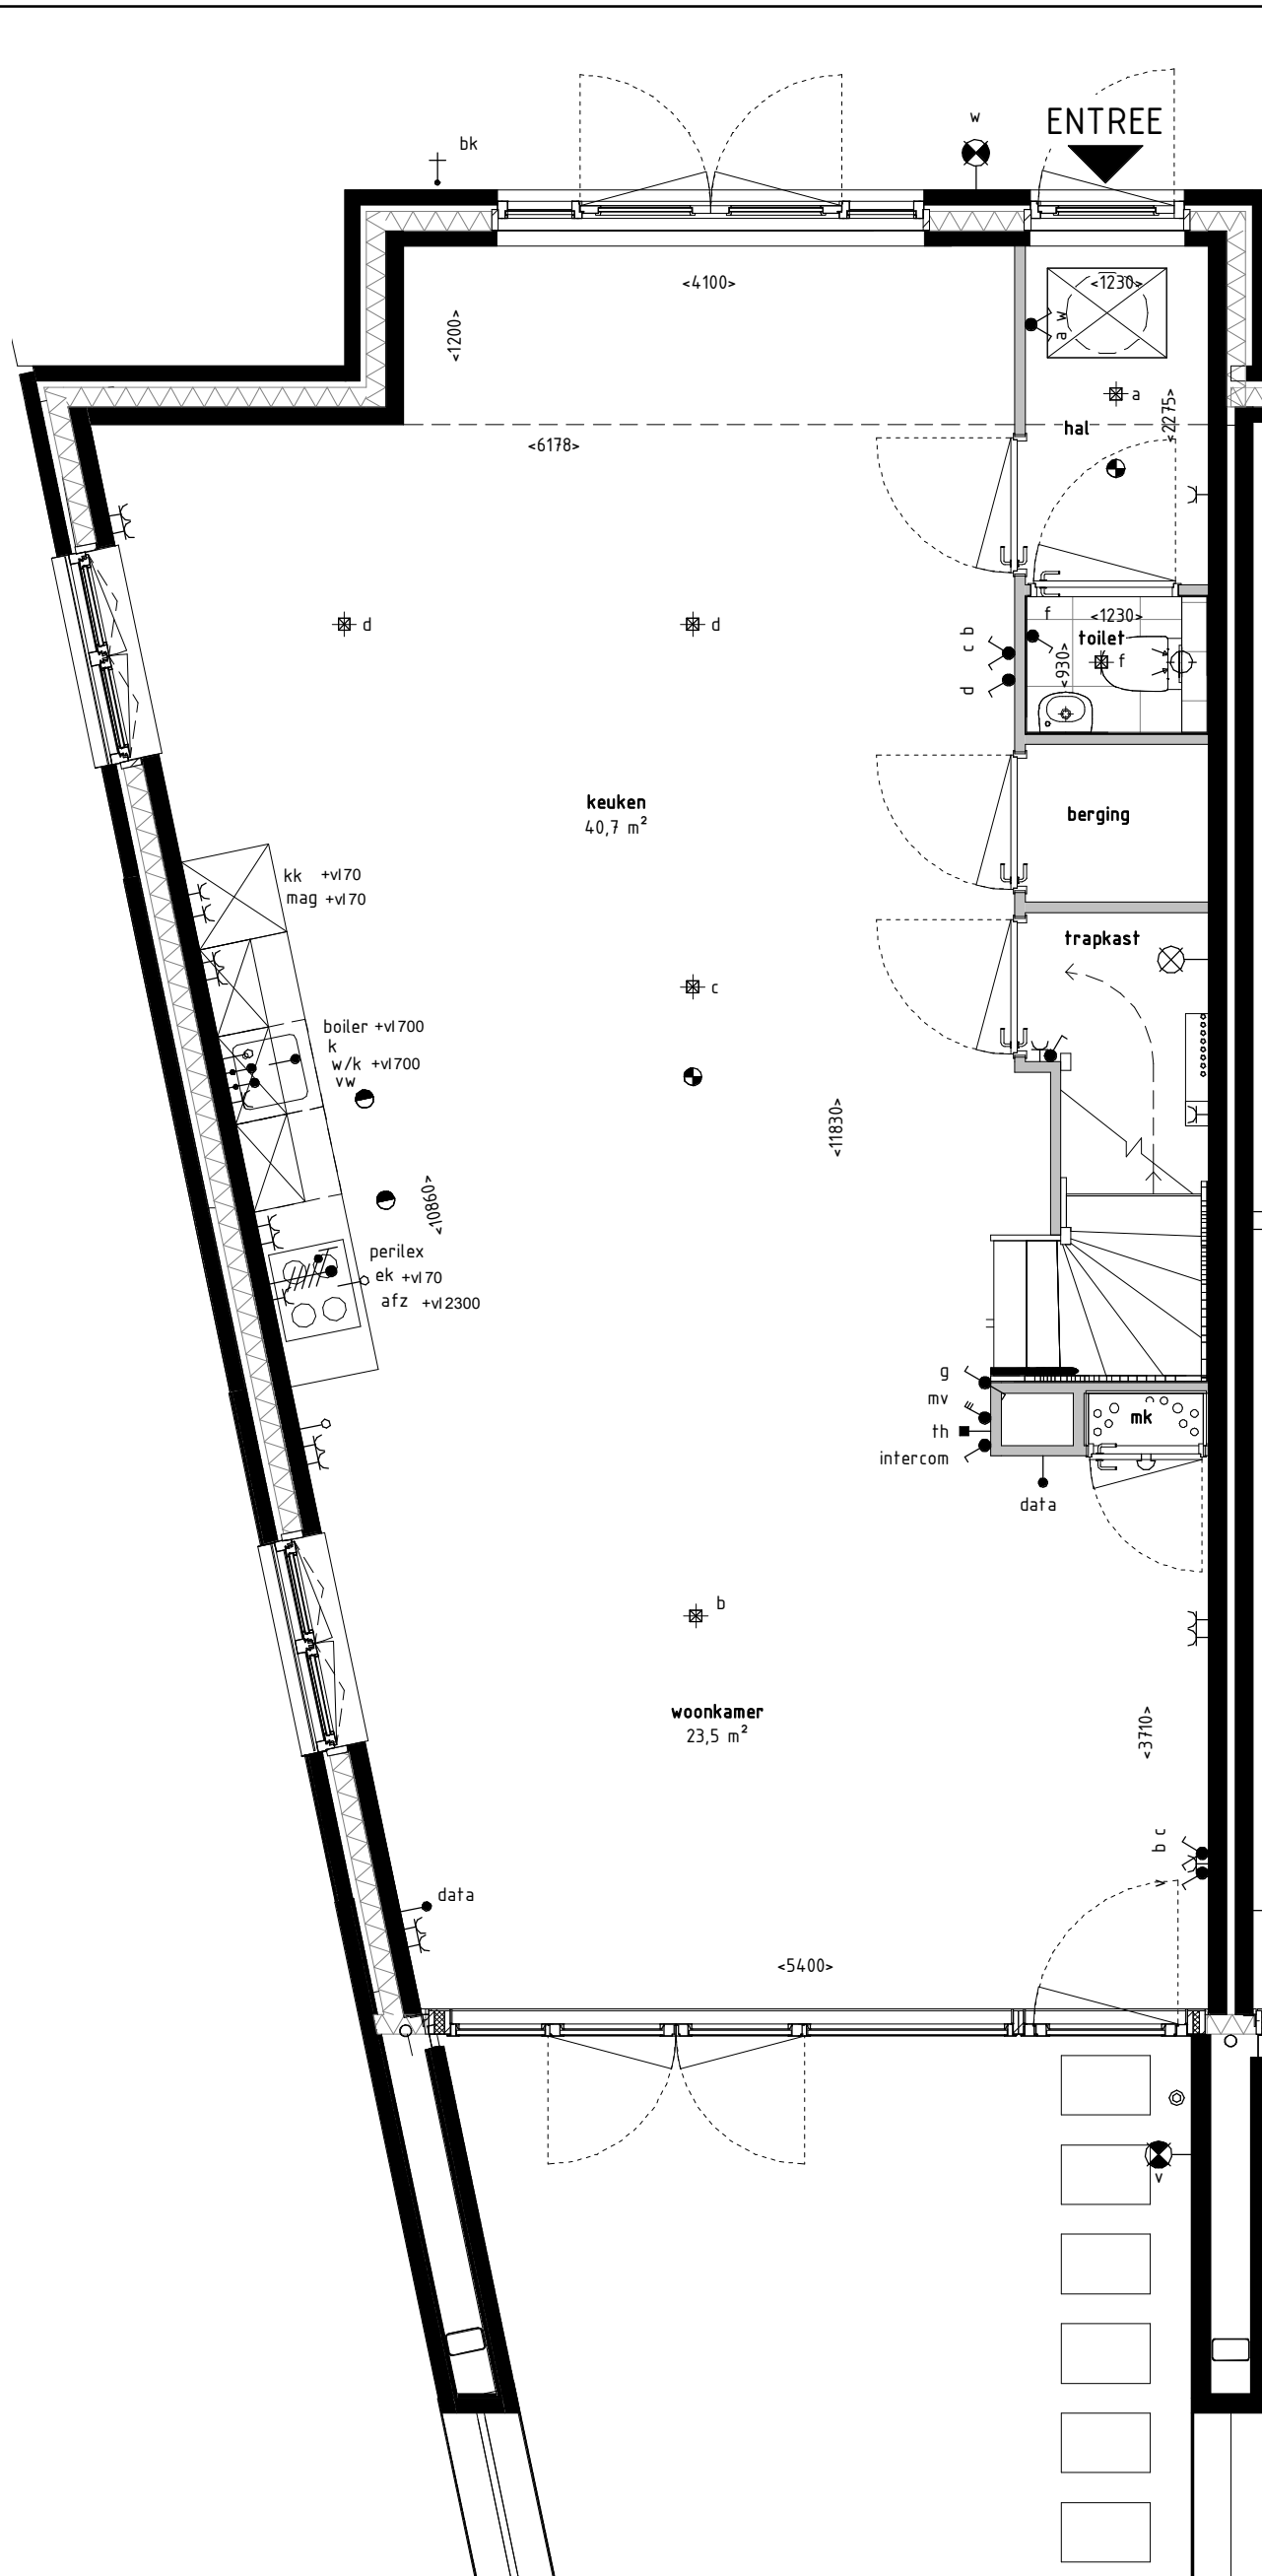 w
ENTREE
bk
<4100>
<1230>
<1200>
a w
a
<2275>
hal
<6178>
d
d
c b
d
f
<1230>
toilet
f
<930>
keuken
40,7 m²
berging
kk +vl70
mag +vl70
trapkast
c
boiler +vl700
k
w/k +vl700
vw
<11830>
<10860>
perilex
ek +vl70
afz +vl2300
g
mv
th
intercom
mk
data
b
woonkamer
23,5 m²
<3710>
b c
v
data
<5400>
v